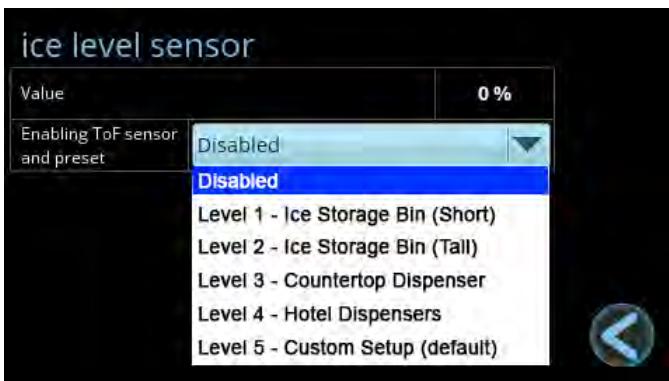 ice level sensor
Value
0 %
Enabling ToF sensor
and preset
Disabled
Disabled
Level 1 - Ice Storage Bin (Short)
Level 2 - Ice Storage Bin (Tall)
Level 3 - Countertop Dispenser
Level 4 - Hotel Dispensers
Level 5 - Custom Setup (default)